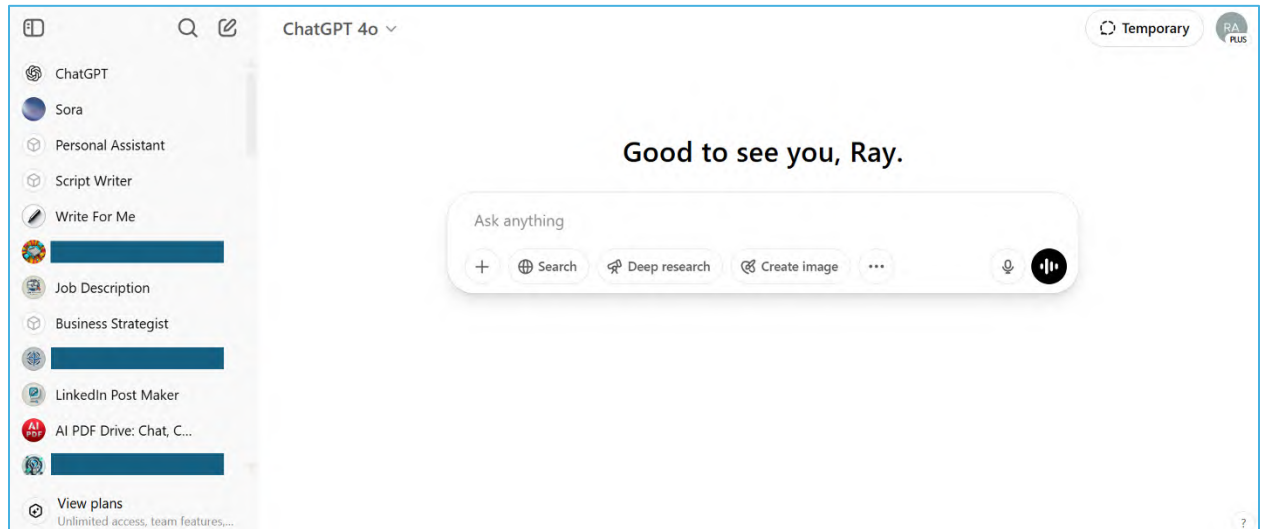 ChatGPT 4o
Temporary
RA
PLUS
ChatGPT
Sora
Personal Assistant
Script Writer
Write For Me
Job Description
Business Strategist
LinkedIn Post Maker
AI PDF
AI PDF Drive: Chat, C...
View plans
Unlimited access, team features,...
Good to see you, Ray.
Ask anything
Search
Deep research
Create image
?